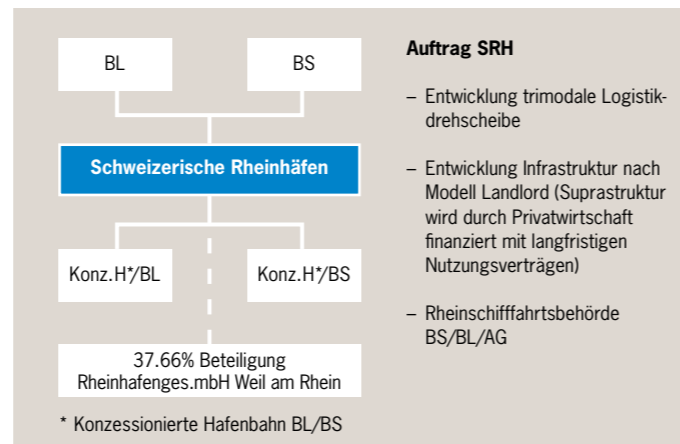 BL
BS
Schweizerische Rheinhäfen
Konz.H*/BL
Konz.H*/BS
37.66% Beteiligung
Rheinhafenges.mbH Weil am Rhein
* Konzessionierte Hafenbahn BL/BS
Auftrag SRH
– Entwicklung trimodale Logistik-
drehscheibe
– Entwicklung Infrastruktur nach
Modell Landlord (Suprastruktur
wird durch Privatwirtschaft
finanziert mit langfristigen
Nutzungsverträgen)
– Rheinschifffahrtsbehörde
BS/BL/AG